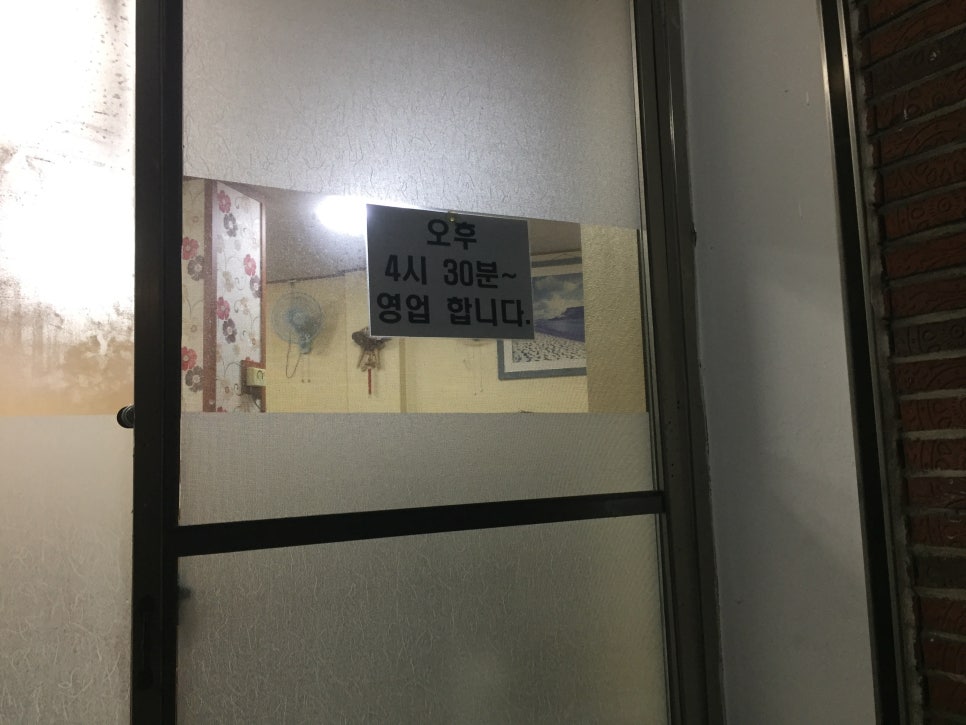 오후
4시 30분~
영업 합니다.